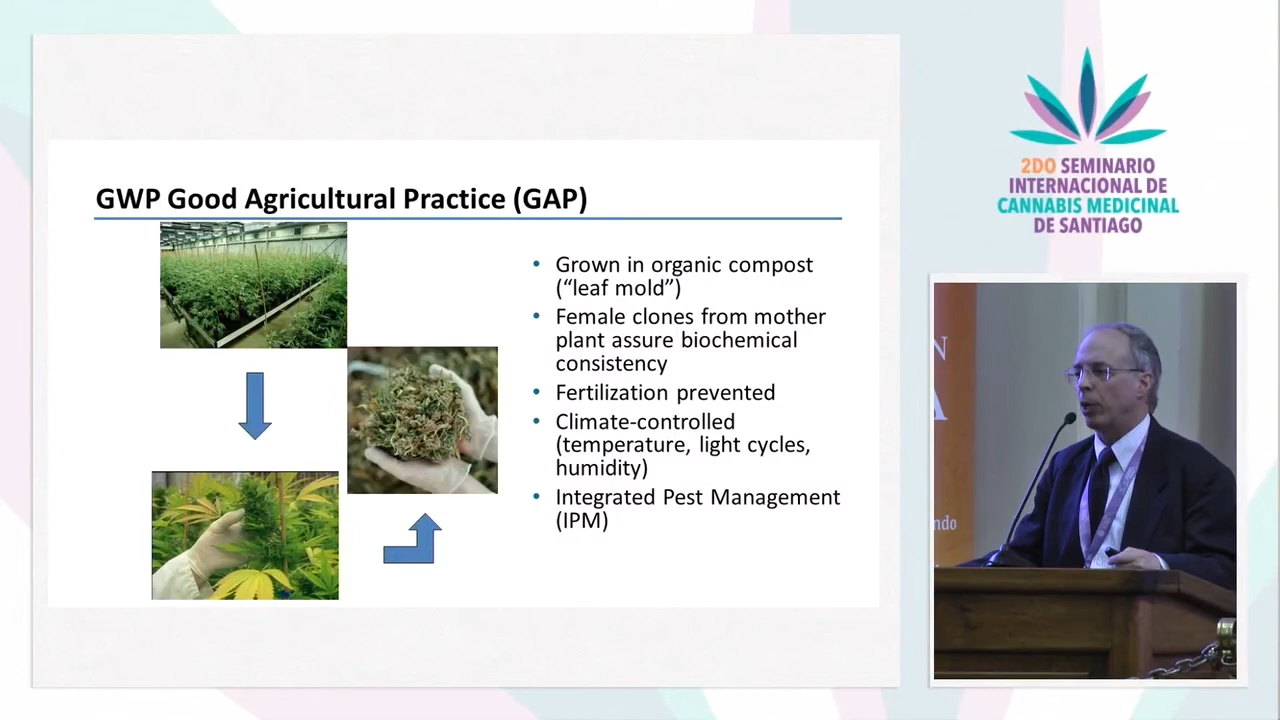 GWP Good Agricultural Practice (GAP)
• Grown in organic compost
(“leaf mold”)
• Female clones from mother
plant assure biochemical
consistency
• Fertilization prevented
• Climate-controlled
(temperature, light cycles,
humidity)
• Integrated Pest Management
(IPM)
2DO SEMINARIO
INTERNACIONAL DE
CANNABIS MEDICINAL
DE SANTIAGO
N
A
ndo